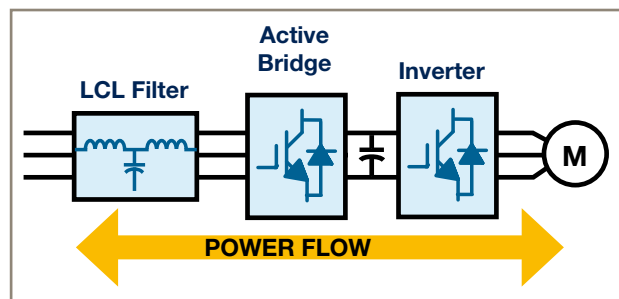 Active
Bridge
Inverter
LCL Filter
M
POWER FLOW